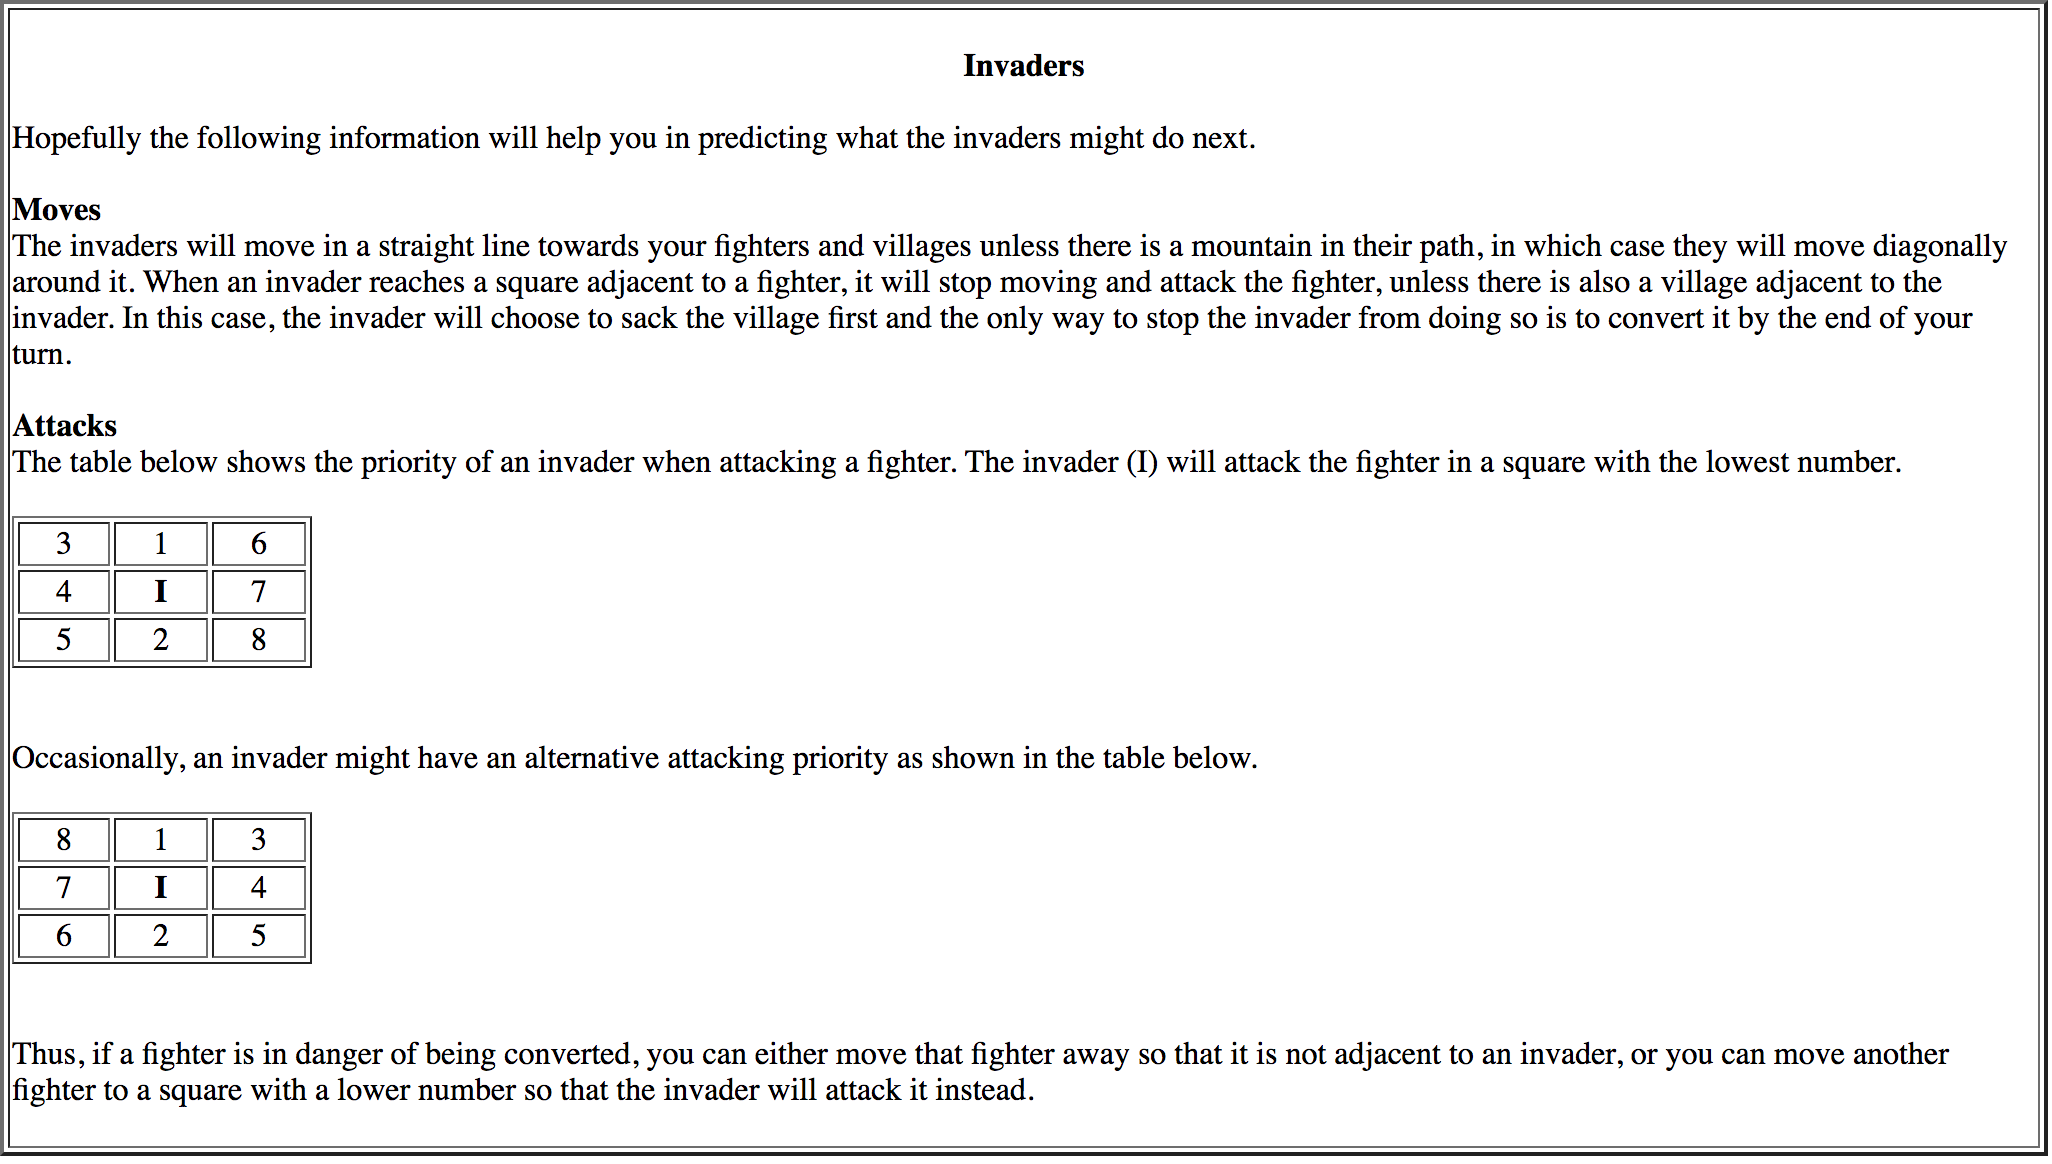 Invaders
Hopefully the following information will help you in predicting what the invaders might do next.
Moves
The invaders will move in a straight line towards your fighters and villages unless there is a mountain in their path, in which case they will move diagonally
around it. When an invader reaches a square adjacent to a fighter, it will stop moving and attack the fighter, unless there is also a village adjacent to the
invader. In this case, the invader will choose to sack the village first and the only way to stop the invader from doing so is to convert it by the end of your
turn.
Attacks
The table below shows the priority of an invader when attacking a fighter. The invader (I) will attack the fighter in a square with the lowest number.
3 1 6
4 I 7
5 2 8
Occasionally, an invader might have an alternative attacking priority as shown in the table below.
8 1 3
7 I 4
6 2 5
Thus, if a fighter is in danger of being converted, you can either move that fighter away so that it is not adjacent to an invader, or you can move another
fighter to a square with a lower number so that the invader will attack it instead.